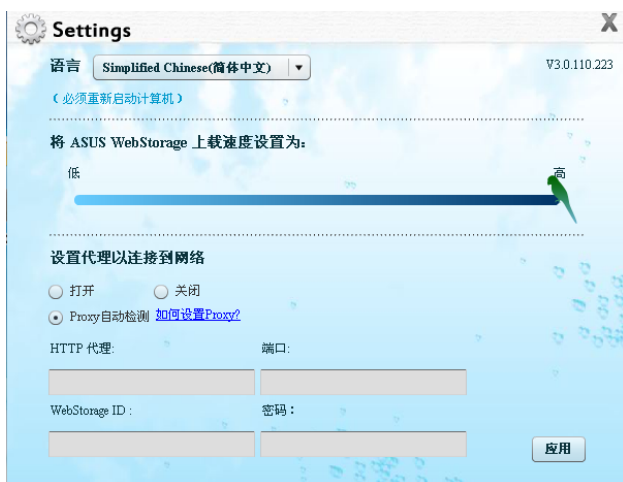 Settings
X
语言 Simplified Chinese(简体中文) V3.0.110.223
(必须重新启动计算机)
将 ASUS WebStorage 上载速度设置为:
低 高
设置代理以连接到网络
打开 关闭
Proxy自动检测 如何设置Proxy?
HTTP 代理: 端口:
WebStorage ID : 密码:
应用